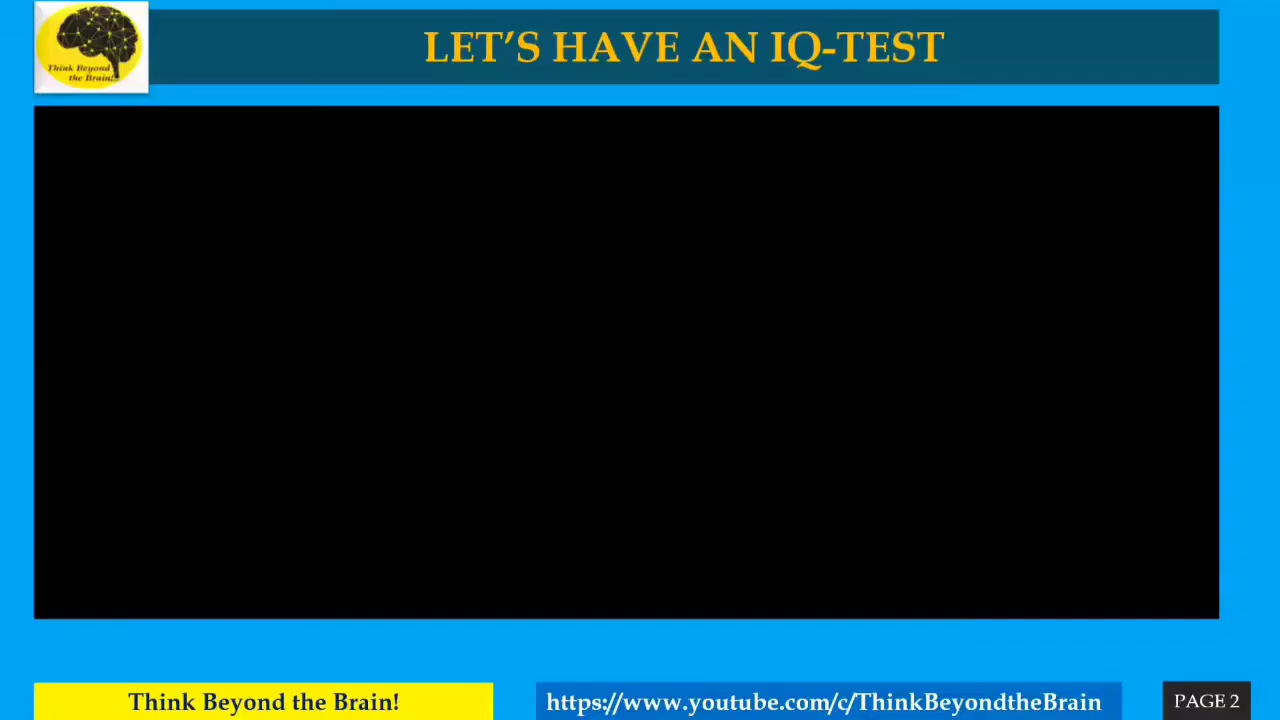 LET’S HAVE AN IQ-TEST
Think Beyond
the Brain!
Think Beyond the Brain!
https://www.youtube.com/c/ThinkBeyondtheBrain
PAGE 2